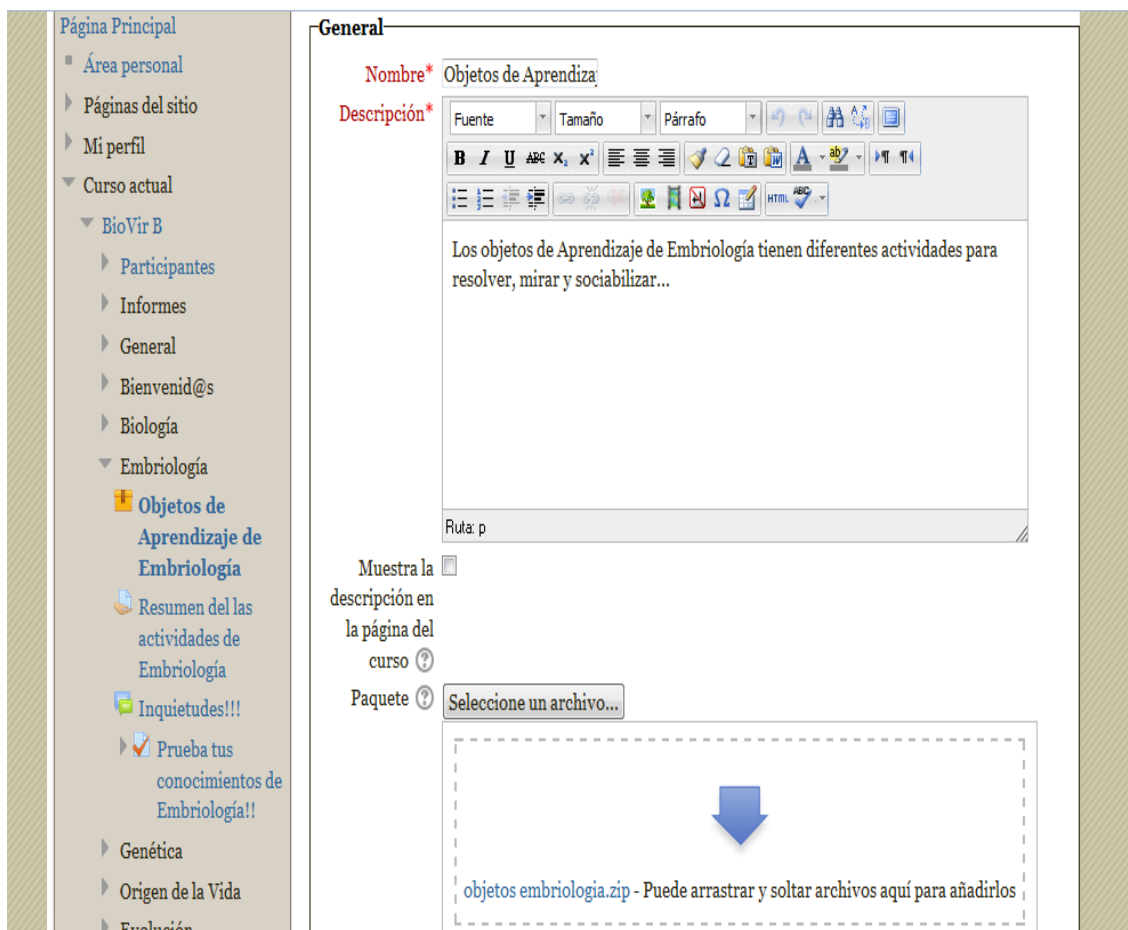 Página Principal
Área personal
Páginas del sitio
Mi perfil
Curso actual
BioVir B
Participantes
Informes
General
Bienvenid@s
Biología
Embriología
Objetos de
Aprendizaje de
Embriología
Resumen del las
actividades de
Embriología
Inquietudes!!!
Prueba tus
conocimientos de
Embriología!!
Genética
Origen de la Vida
Evolución
General
Nombre* Objetos de Aprendiza
Descripción*
Fuente Tamaño Párrafo
B I U ABC X₂ X² A ab
Ω HTML ABC
Los objetos de Aprendizaje de Embriología tienen diferentes actividades para
resolver, mirar y sociabilizar...
Ruta: p
Muestra la
descripción en
la página del
curso
Paquete Seleccione un archivo...
objetos embriologia.zip - Puede arrastrar y soltar archivos aquí para añadirlos